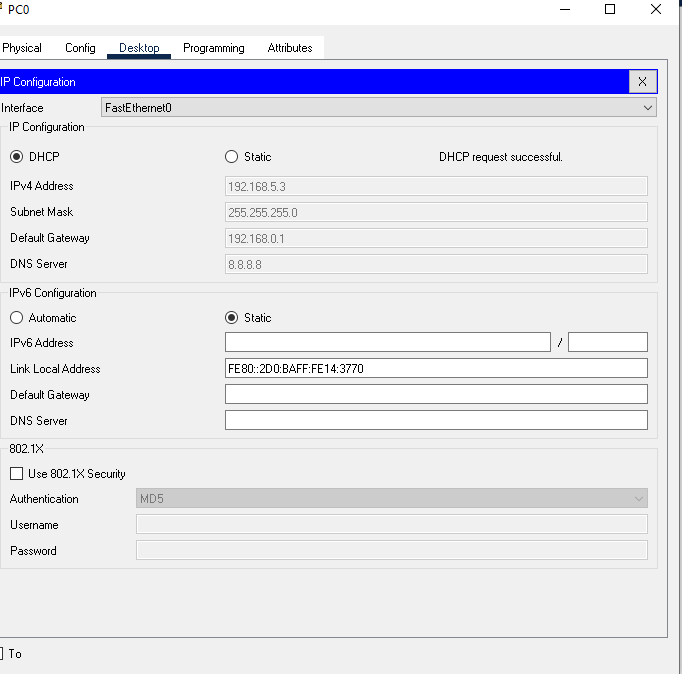 PC0
Physical Config Desktop Programming Attributes
IP Configuration X
Interface FastEthernet0
IP Configuration
DHCP Static DHCP request successful.
IPv4 Address 192.168.5.3
Subnet Mask 255.255.255.0
Default Gateway 192.168.0.1
DNS Server 8.8.8.8
IPv6 Configuration
Automatic Static
IPv6 Address /
Link Local Address FE80::2D0:BAFF:FE14:3770
Default Gateway
DNS Server
802.1X
Use 802.1X Security
Authentication MD5
Username
Password
To